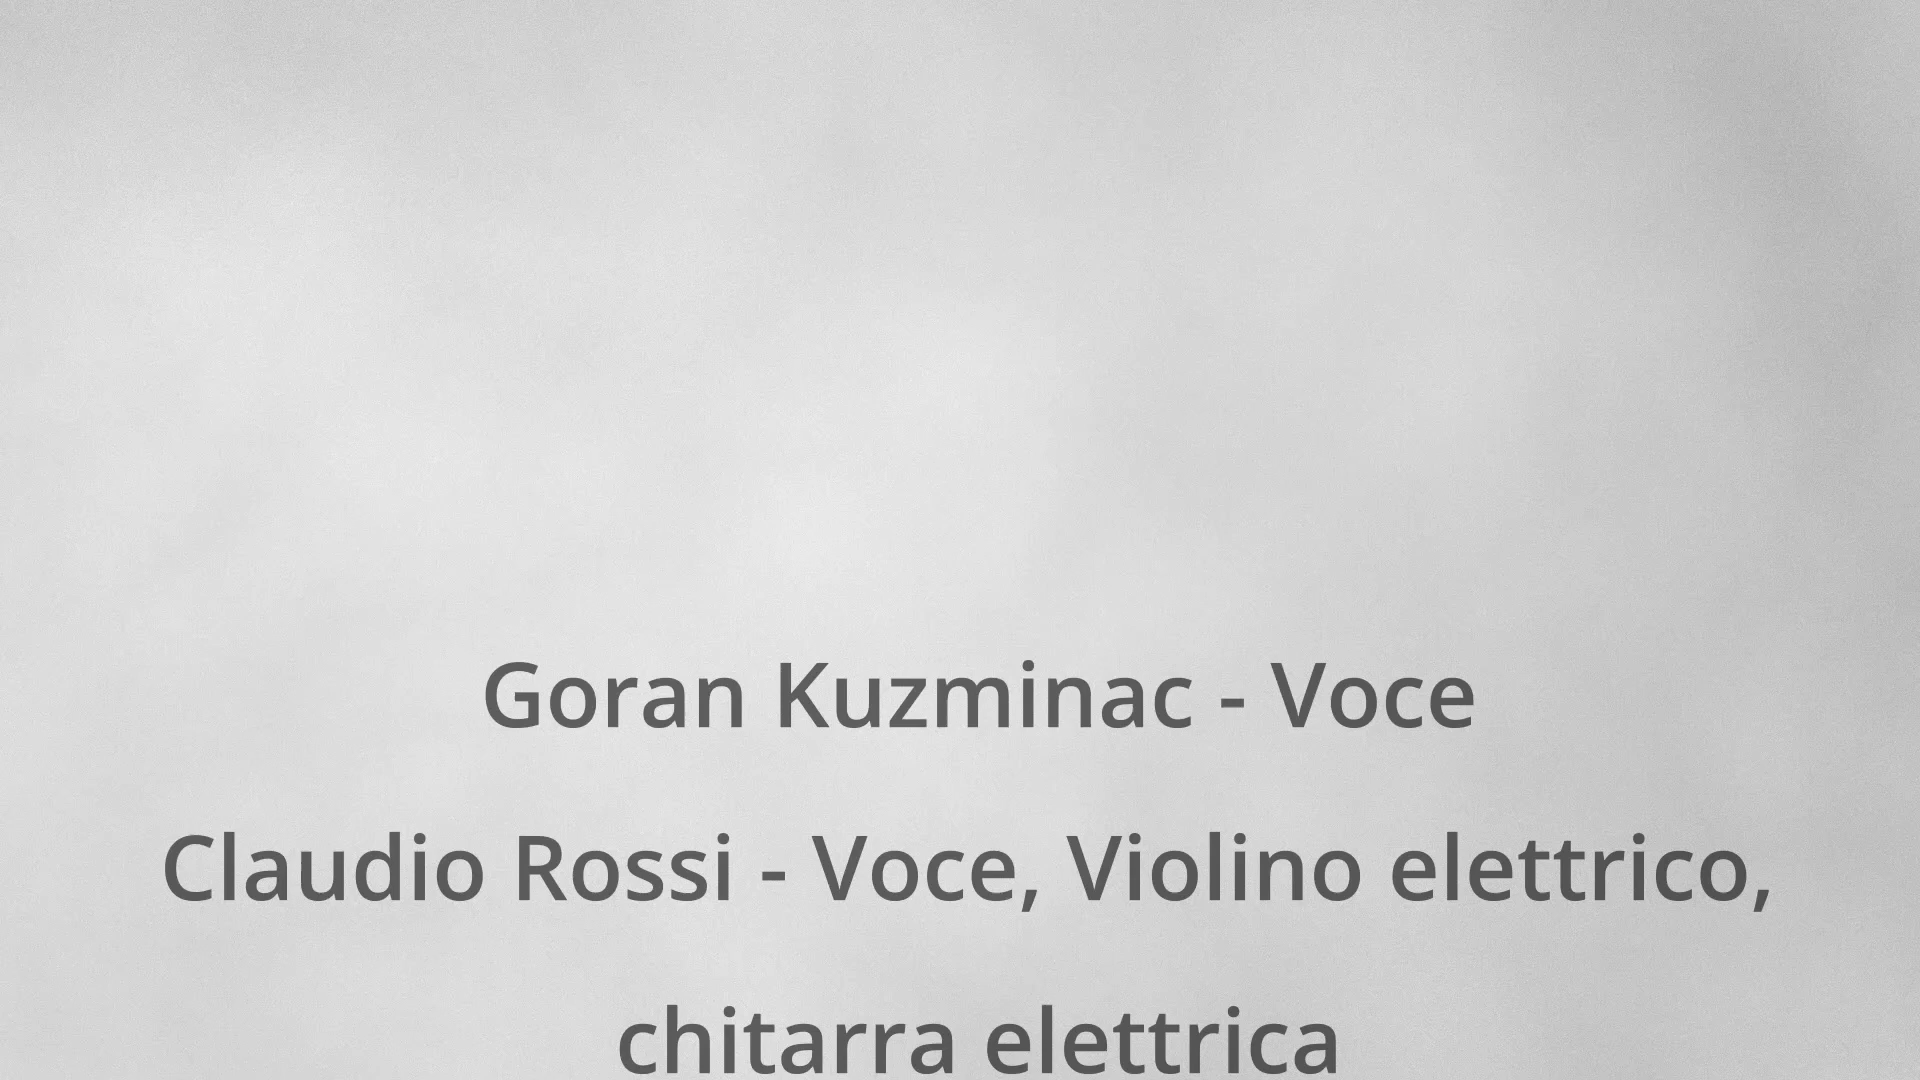 Goran Kuzminac - Voce
Claudio Rossi - Voce, Violino elettrico,
chitarra elettrica